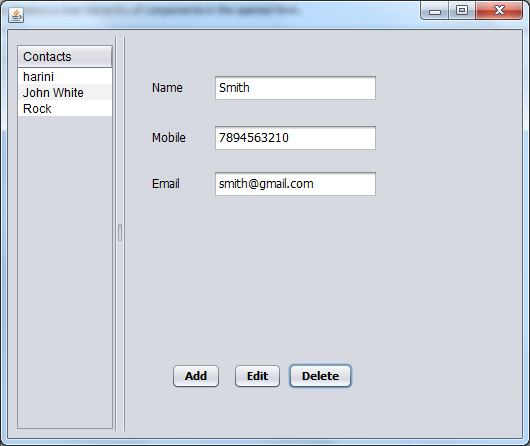 Contacts
harini
John White
Rock
Name Smith
Mobile 7894563210
Email smith@gmail.com
Add Edit Delete